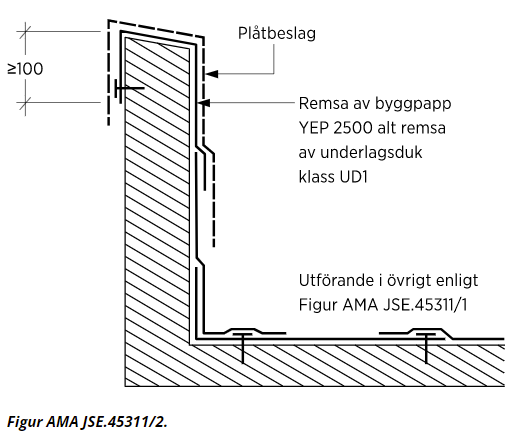 Plåtbeslag
≥100
Remsa av byggpapp
YEP 2500 alt remsa
av underlagsduk
klass UD1
Utförande i övrigt enligt
Figur AMA JSE.45311/1
Figur AMA JSE.45311/2.